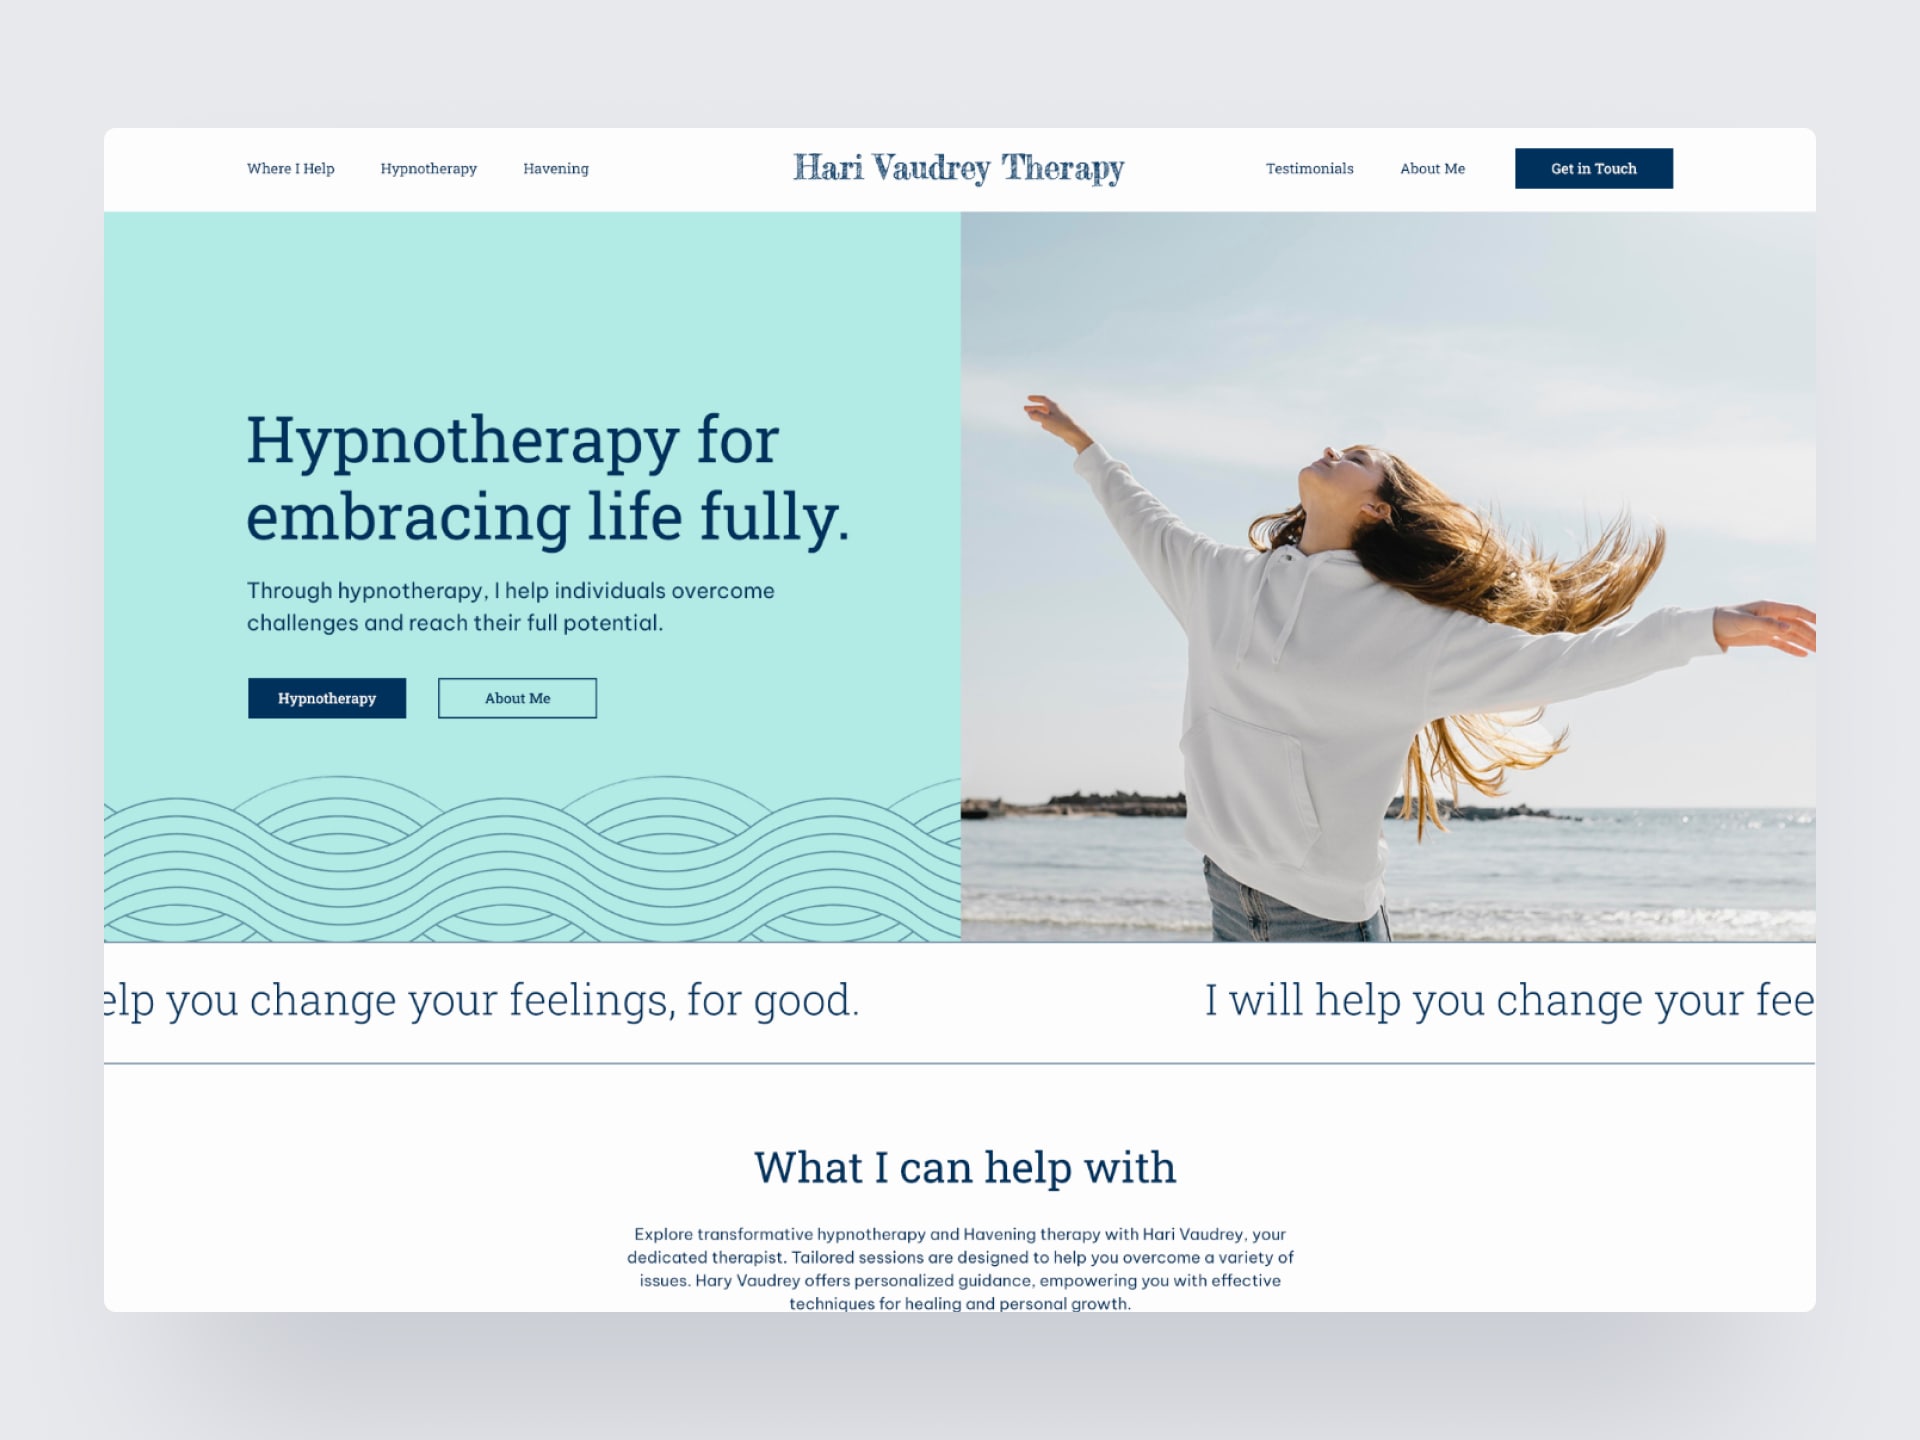 Where I Help
Hypnotherapy
Havening
Hari Vaudrey Therapy
Testimonials
About Me
Get in Touch
Hypnotherapy for
embracing life fully.
Through hypnotherapy, I help individuals overcome
challenges and reach their full potential.
Hypnotherapy
About Me
elp you change your feelings, for good.
I will help you change your fee
What I can help with
Explore transformative hypnotherapy and Havening therapy with Hari Vaudrey, your
dedicated therapist. Tailored sessions are designed to help you overcome a variety of
issues. Hary Vaudrey offers personalized guidance, empowering you with effective
techniques for healing and personal growth.